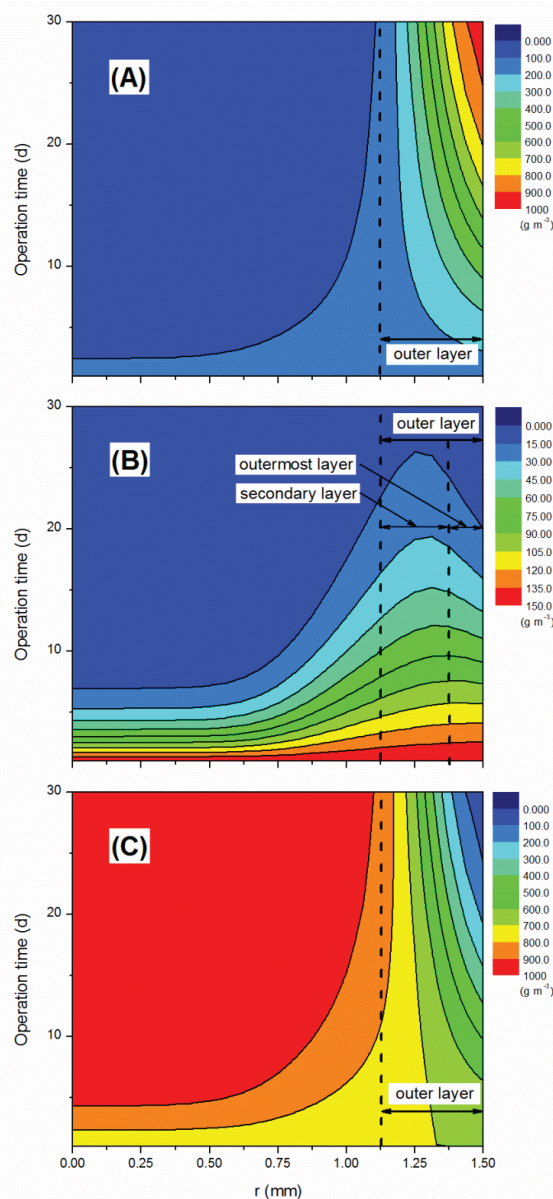 30
(A)
20
10
Operation time (d)
outer layer
0.000
100.0
200.0
300.0
400.0
500.0
600.0
700.0
800.0
900.0
1000
(g m⁻³)
30
outer layer
(B)
outermost layer
secondary layer
20
10
Operation time (d)
0.000
15.00
30.00
45.00
60.00
75.00
90.00
105.0
120.0
135.0
150.0
(g m⁻³)
30
(C)
20
10
Operation time (d)
outer layer
0.000
100.0
200.0
300.0
400.0
500.0
600.0
700.0
800.0
900.0
1000
(g m⁻³)
0.00 0.25 0.50 0.75 1.00 1.25 1.50
r (mm)